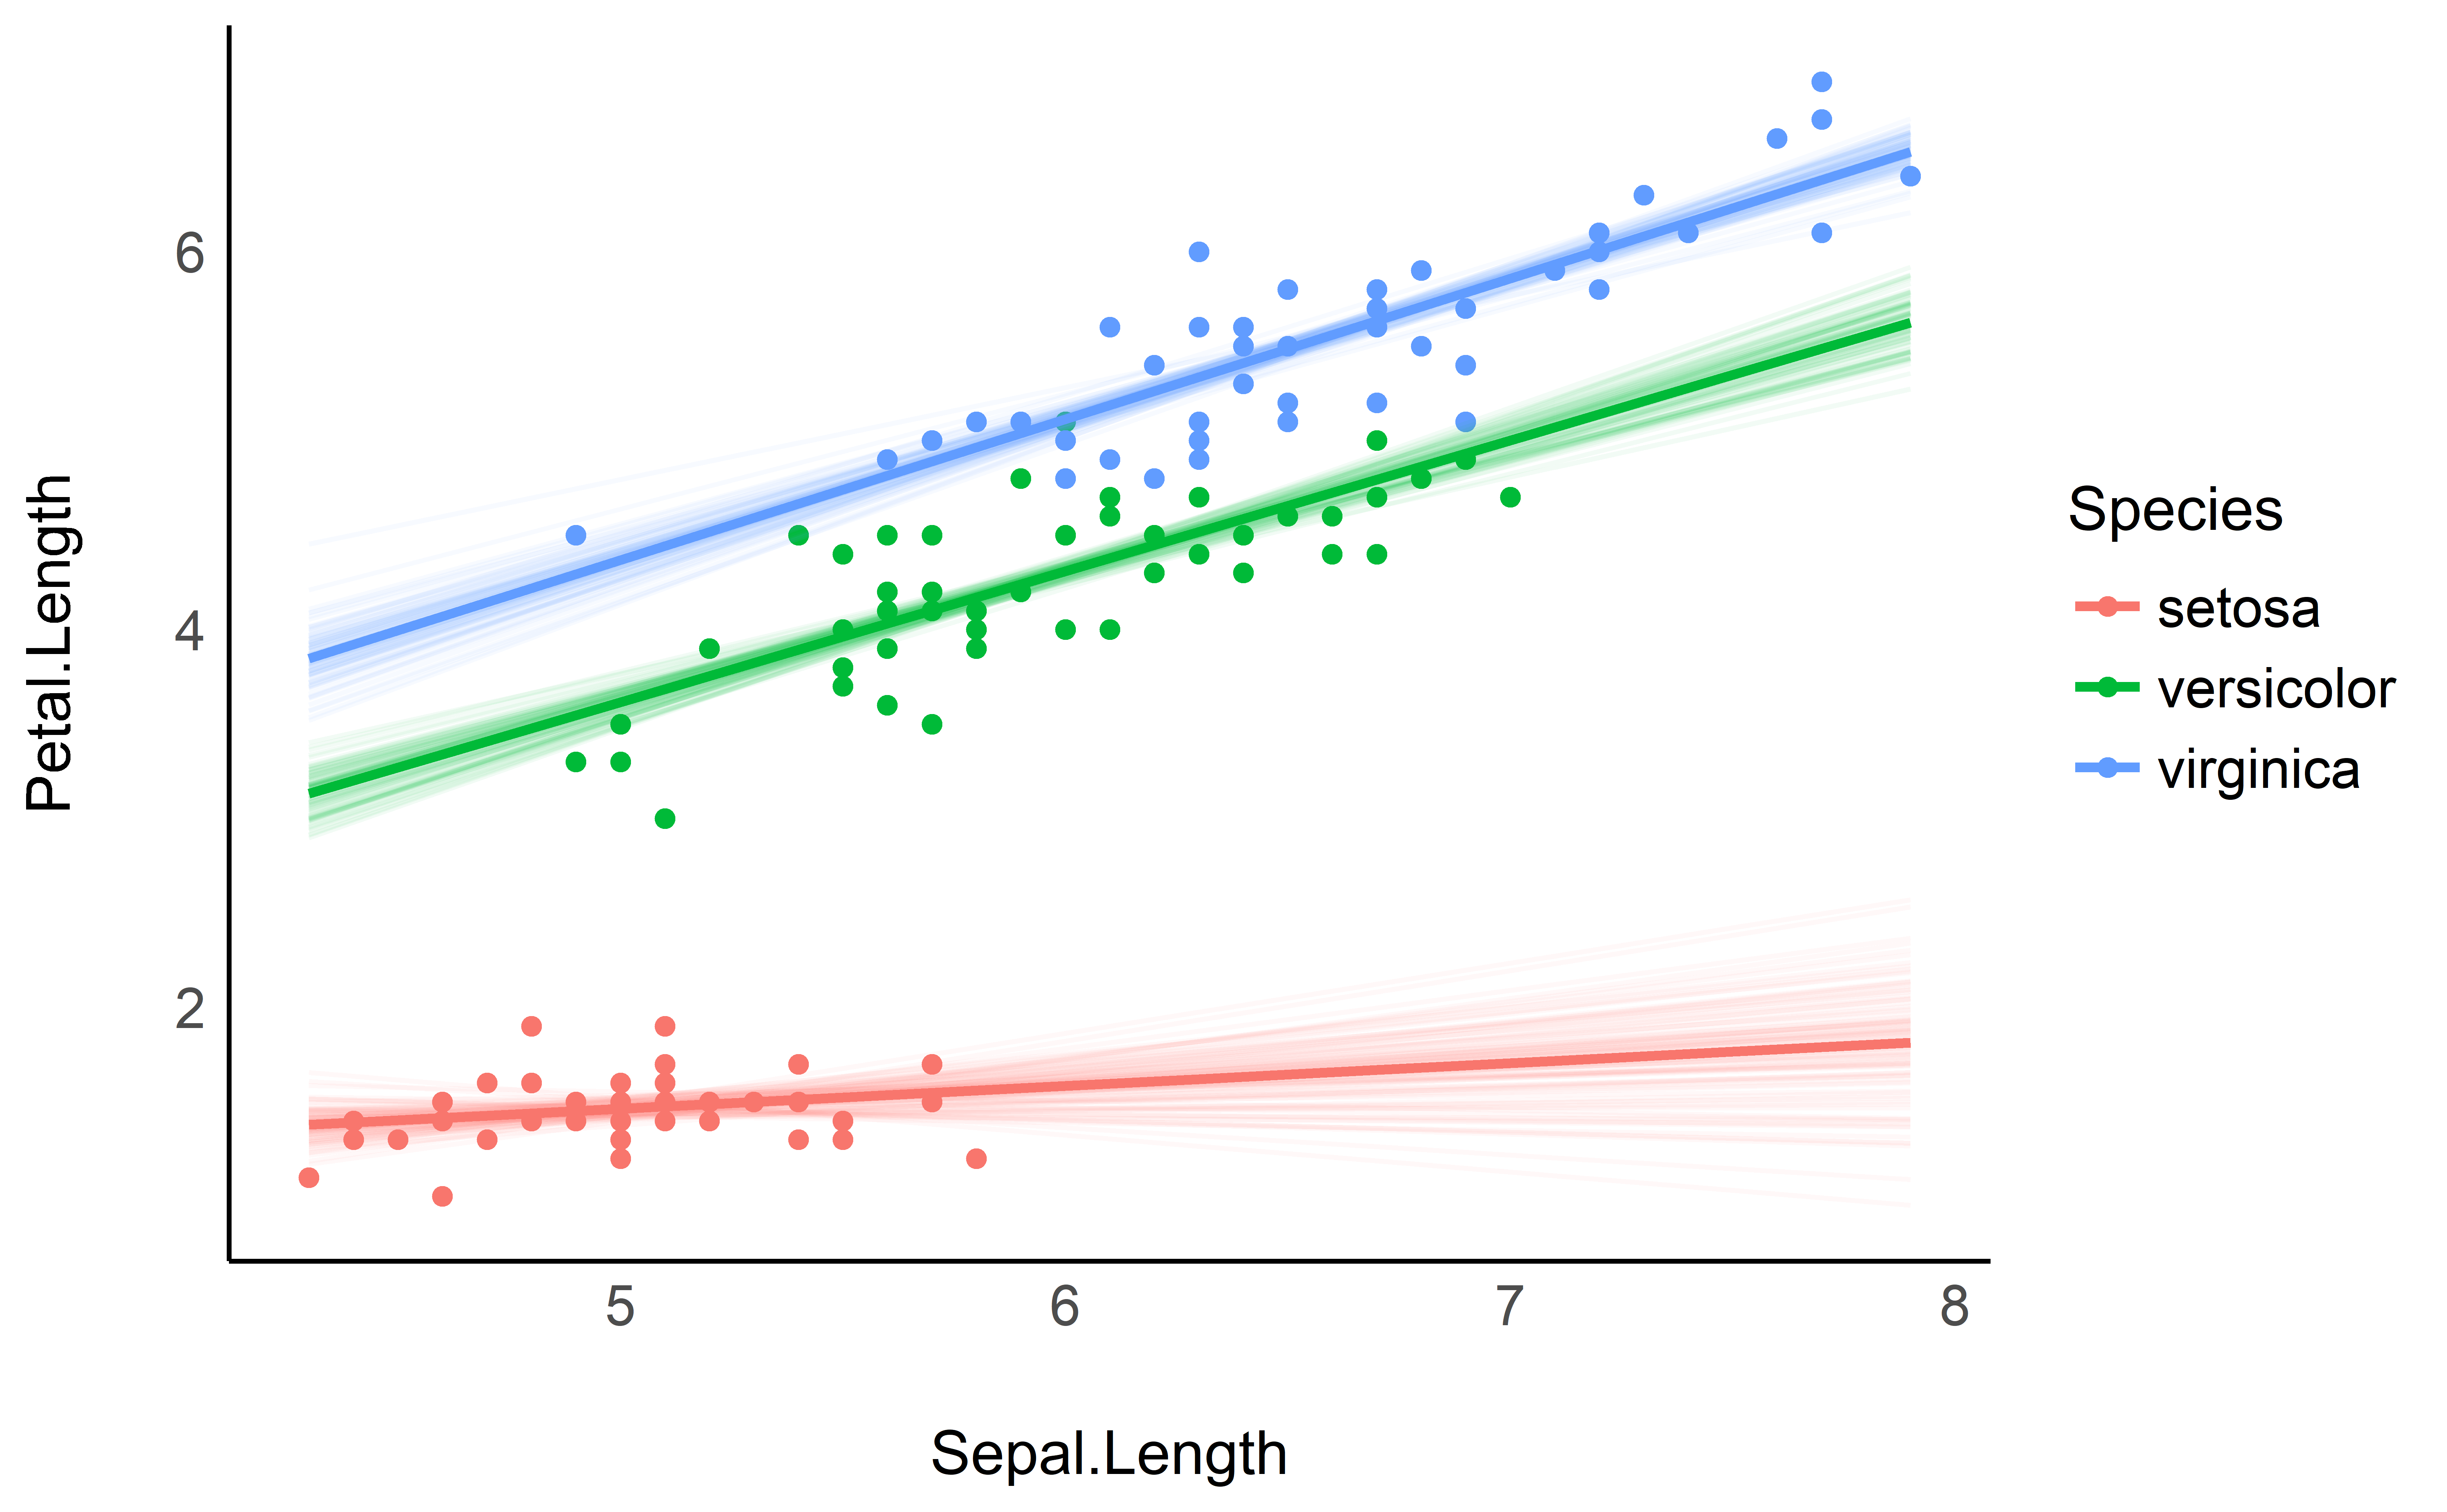 Petal.Length
6
4
2
5 6 7 8
Sepal.Length
Species
setosa
versicolor
virginica